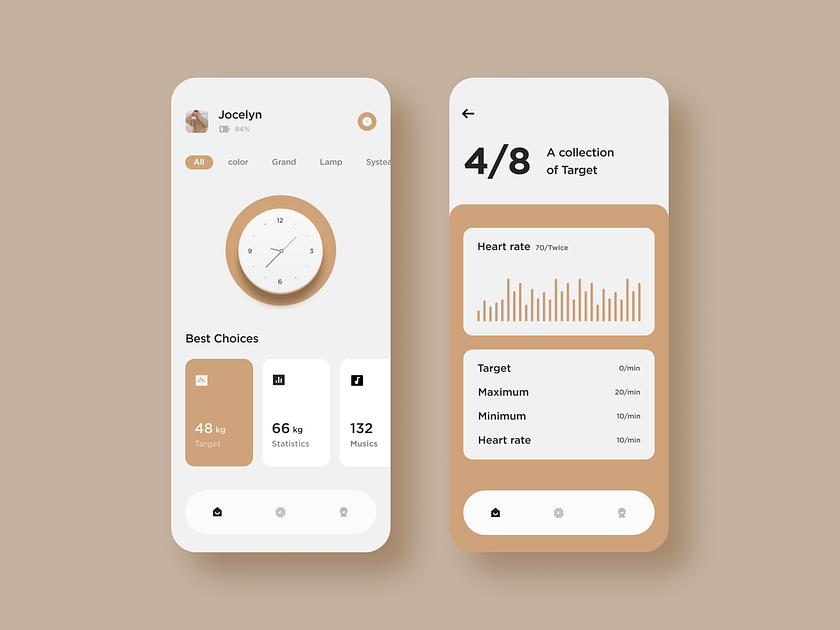 Jocelyn
84%
All color Grand Lamp Systea
12
9 3
6
Best Choices
48 kg
Target
66 kg
Statistics
132
Musics
4/8
A collection
of Target
Heart rate 70/Twice
Target 0/min
Maximum 20/min
Minimum 10/min
Heart rate 10/min